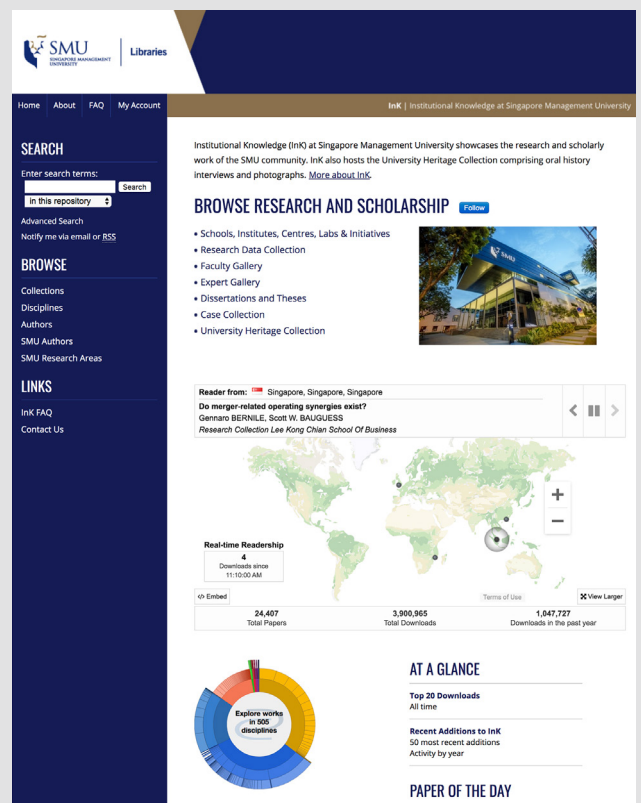 SMU
SINGAPORE MANAGEMENT
UNIVERSITY
Libraries
Home About FAQ My Account
InK | Institutional Knowledge at Singapore Management University
SEARCH
Enter search terms:
Search
in this repository
Advanced Search
Notify me via email or RSS
BROWSE
Collections
Disciplines
Authors
SMU Authors
SMU Research Areas
LINKS
InK FAQ
Contact Us
Institutional Knowledge (InK) at Singapore Management University showcases the research and scholarly
work of the SMU community. InK also hosts the University Heritage Collection comprising oral history
interviews and photographs. More about InK.
BROWSE RESEARCH AND SCHOLARSHIP Follow
▪ Schools, Institutes, Centres, Labs & Initiatives
▪ Research Data Collection
▪ Faculty Gallery
▪ Expert Gallery
▪ Dissertations and Theses
▪ Case Collection
▪ University Heritage Collection
SMU
Reader from: Singapore, Singapore, Singapore
Do merger-related operating synergies exist?
Gennaro BERNILE, Scott W. BAUGUESS
Research Collection Lee Kong Chian School Of Business
+
−
Real-time Readership
4
Downloads since
11:10:00 AM
</> Embed
Terms of Use
View Larger
24,407 3,900,965 1,047,727
Total Papers Total Downloads Downloads in the past year
Explore works
in 505
disciplines
AT A GLANCE
Top 20 Downloads
All time
Recent Additions to InK
50 most recent additions
Activity by year
PAPER OF THE DAY